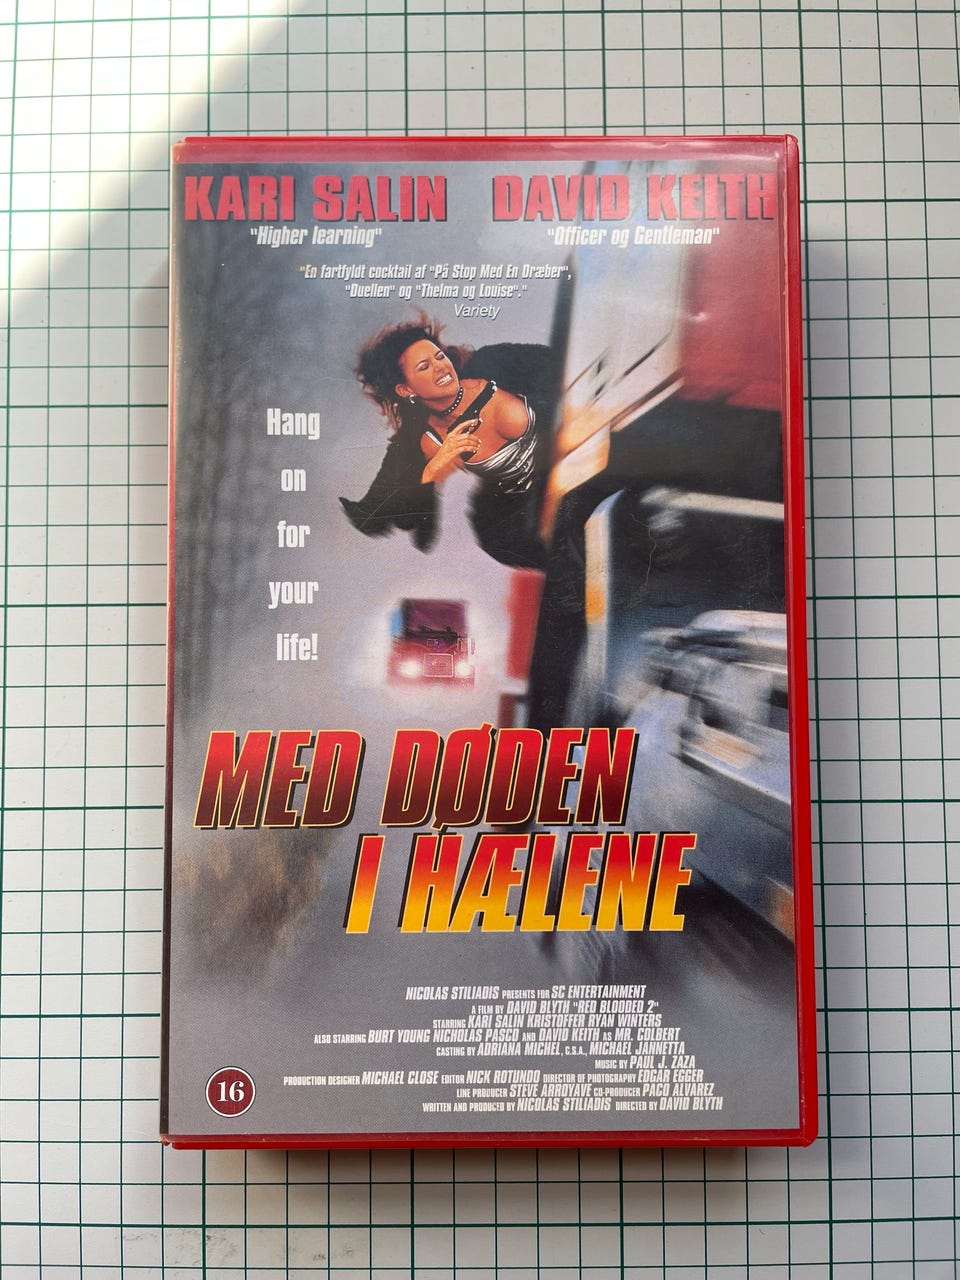 KARI SALIN DAVID KEITH
"Higher learning" "Officer og Gentleman"
"En fartfyldt cocktail af "På Stop Med En Dræber",
"Duellen" og "Thelma og Louise"."
Variety
Hang
on
for
your
life!
MED DØDEN
I HÆLENE
NICOLAS STILIADIS PRESENTS FOR SC ENTERTAINMENT
A FILM BY DAVID BLYTH "RED BLOODED 2"
STARRING KARI SALIN KRISTOFFER RYAN WINTERS
ALSO STARRING BURT YOUNG NICHOLAS PASCO AND DAVID KEITH AS MR. COLBERT
CASTING BY ADRIANA MICHEL, C.S.A., MICHAEL JANNETTA
MUSIC BY PAUL J. ZAZA
PRODUCTION DESIGNER MICHAEL CLOSE EDITOR NICK ROTUNDO DIRECTOR OF PHOTOGRAPHY EDGAR EGGER
LINE PRODUCER STEVE ARROYAVE CO-PRODUCER PACO ALVAREZ
WRITTEN AND PRODUCED BY NICOLAS STILIADIS DIRECTED BY DAVID BLYTH
16